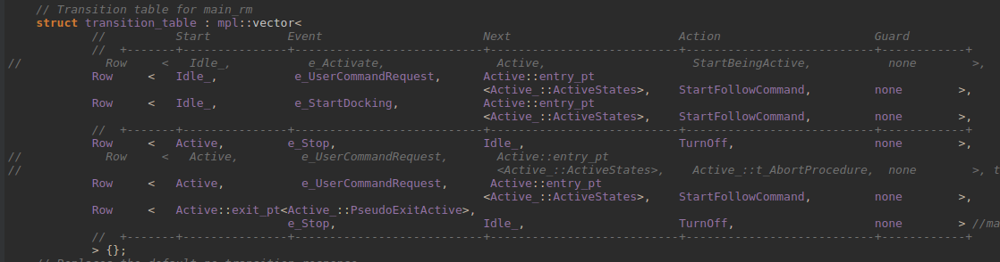 // Transition table for main_rm
struct transition_table : mpl::vector<
// Start Event Next Action Guard
// +-------+---------------+---------------------------+---------------------------+---------------------------+------------+
// Row < Idle_, e_Activate, Active, StartBeingActive, none >,
Row < Idle_, e_UserCommandRequest, Active::entry_pt
<Active_::ActiveStates>, StartFollowCommand, none >,
Row < Idle_, e_StartDocking, Active::entry_pt
<Active_::ActiveStates>, StartFollowCommand, none >,
// +-------+---------------+---------------------------+---------------------------+---------------------------+------------+
Row < Active, e_Stop, Idle_, TurnOff, none >,
// Row < Active, e_UserCommandRequest, Active::entry_pt
// <Active_::ActiveStates>, Active_::t_AbortProcedure, none >, t
Row < Active, e_UserCommandRequest, Active::entry_pt
<Active_::ActiveStates>, StartFollowCommand, none >,
Row < Active::exit_pt<Active_::PseudoExitActive>,
e_Stop, Idle_, TurnOff, none > //ma
// +-------+---------------+---------------------------+---------------------------+---------------------------+------------+
> {};